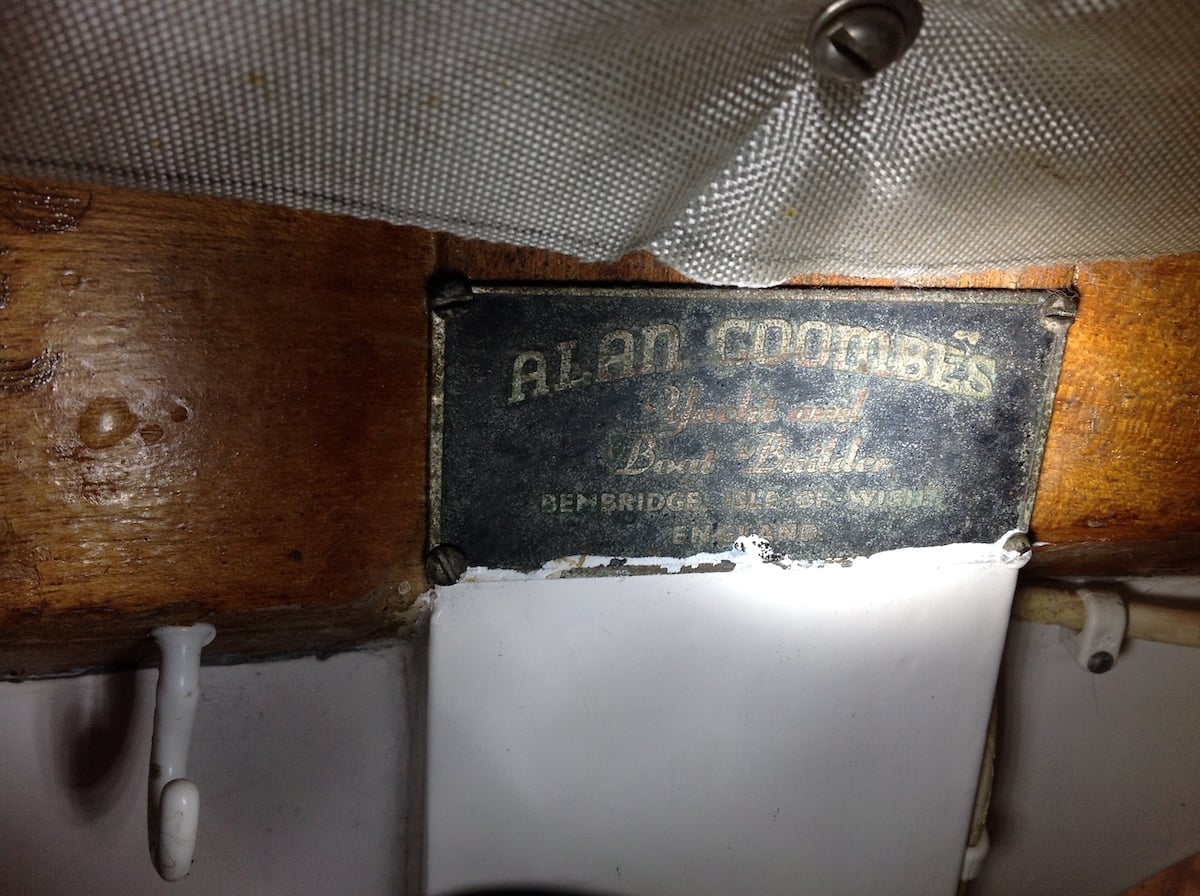 ALAN COOMBES
Yacht and
Boat Builder
BEMBRIDGE, ISLE OF WIGHT
ENGLAND